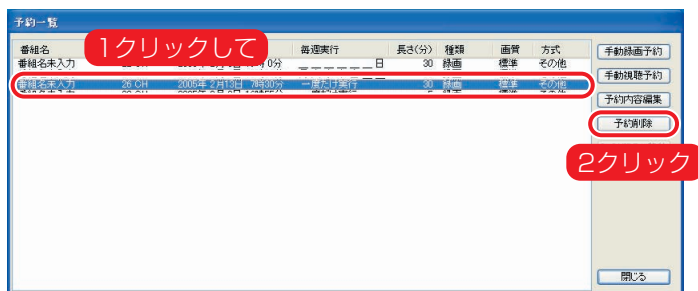 予約一覧
番組名 毎週実行 長さ(分) 種類 画質 方式
1クリックして
番組名未入力 0分 日 30 録画 標準 その他
番組名未入力 26 CH 2005年 2月13日 7時30分 一度だけ実行 30 録画 標準 その他
手動録画予約
手動視聴予約
予約内容編集
予約削除
2クリック
閉じる